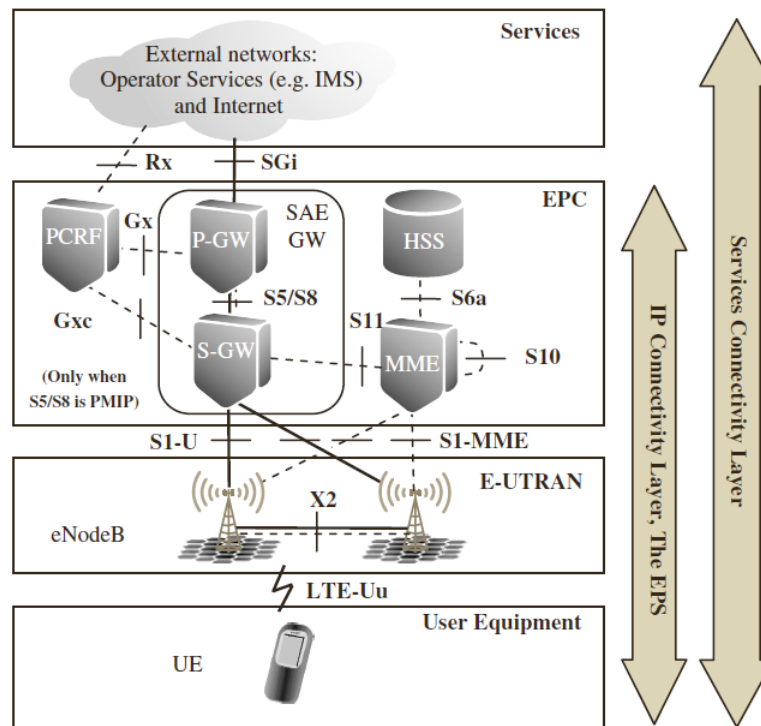 Services
External networks:
Operator Services (e.g. IMS)
and Internet
Rx
SGi
EPC
PCRF
Gx
P-GW
SAE
GW
HSS
S5/S8
S6a
Gxc
S11
S-GW
MME
S10
(Only when
S5/S8 is PMIP)
S1-U
S1-MME
E-UTRAN
X2
eNodeB
LTE-Uu
User Equipment
UE
IP Connectivity Layer, The EPS
Services Connectivity Layer